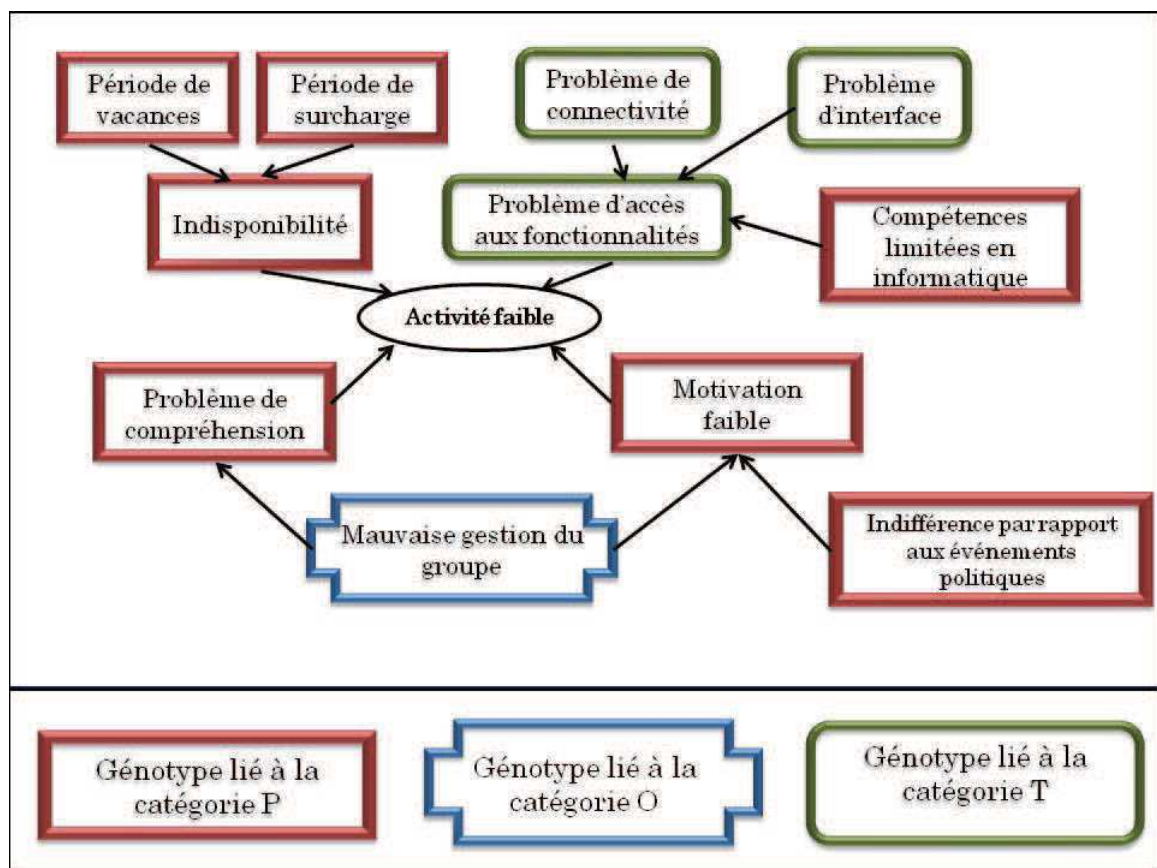 Période de
vacances
Période de
surcharge
Problème de
connectivité
Problème
d'interface
Indisponibilité
Problème d'accès
aux fonctionnalités
Compétences
limitées en
informatique
Activité faible
Problème de
compréhension
Motivation
faible
Mauvaise gestion du
groupe
Indifférence par rapport
aux événements
politiques
Génotype lié à la
catégorie P
Génotype lié à la
catégorie O
Génotype lié à la
catégorie T